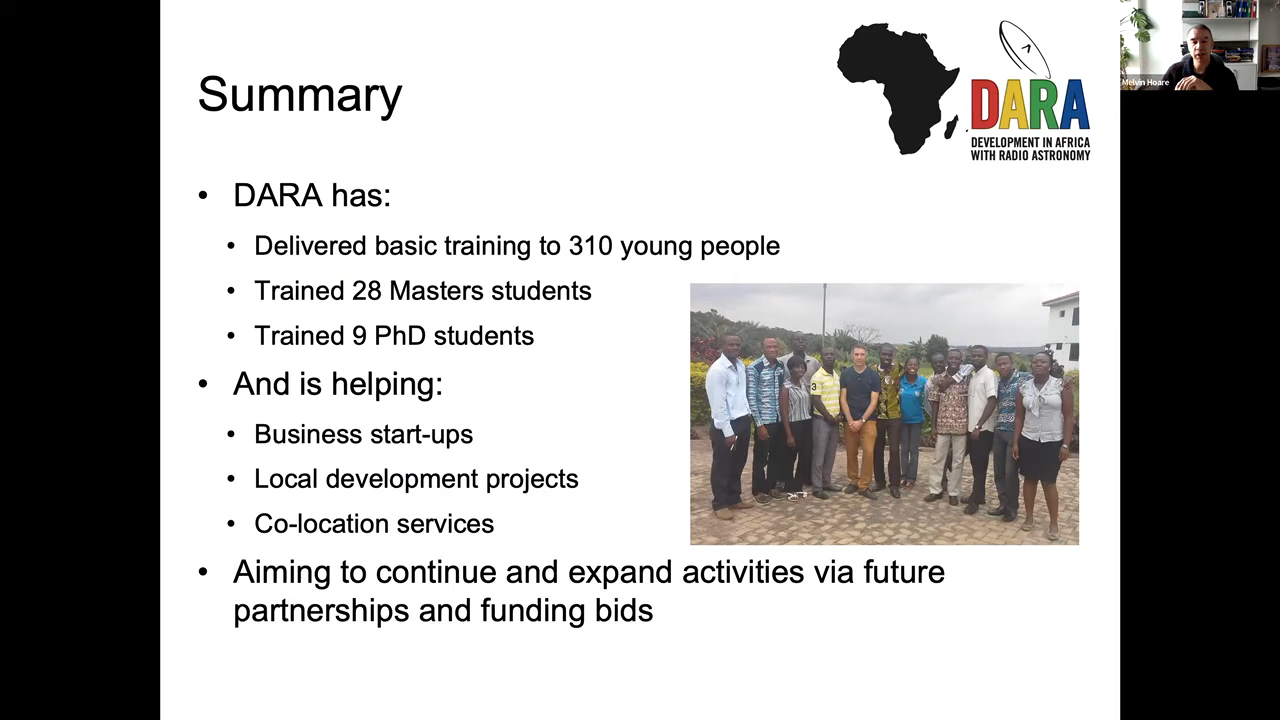 Summary
DARA
DEVELOPMENT IN AFRICA
WITH RADIO ASTRONOMY
Melvin Hoare
• DARA has:
• Delivered basic training to 310 young people
• Trained 28 Masters students
• Trained 9 PhD students
• And is helping:
• Business start-ups
• Local development projects
• Co-location services
• Aiming to continue and expand activities via future
partnerships and funding bids
3